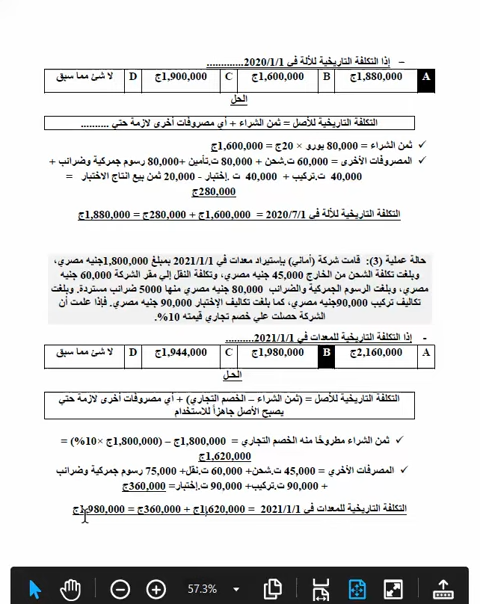 – إذا التكلفة التاريخية للآلة في 2020/1/1.............
A 1,880,000ج B 1,600,000ج C 1,900,000ج D لا شئ مما سبق
الحل
التكلفة التاريخية للأصل = ثمن الشراء + أي مصروفات أخرى لازمة حتي ..........
✓ ثمن الشراء = 80,000 يورو × 20ج = 1,600,000ج
✓ المصروفات الأخرى = 60,000 ت.شحن + 80,000 ت.تأمين +80,000 رسوم جمركية وضرائب +
40,000 ت.تركيب + 40,000 ت .إختبار - 20,000 ثمن بيع انتاج الاختبار =
280,000ج
التكلفة التاريخية للآلة في 2020/7/1 = 1,600,000 + 280,000 = 1,880,000ج
حالة عملية (3): قامت شركة (أماني) بإستيراد معدات في 2021/1/1 بمبلغ 1,800,000جنيه مصري،
وبلغت تكلفة الشحن من الخارج 45,000 جنيه مصري، وتكلفة النقل إلي مقر الشركة 60,000 جنيه
مصري، وبلغت الرسوم الجمركية والضرائب 80,000 جنيه مصري منها 5000 ضرائب مستردة. وبلغت
تكاليف تركيب 90,000جنيه مصري، كما بلغت تكاليف الإختبار 90,000 جنيه مصري. فإذا علمت أن
الشركة حصلت علي خصم تجاري قيمته 10%.
- إذا التكلفة التاريخية للمعدات في 2021/1/1..........
A 2,160,000ج B 1,980,000ج C 1,944,000ج D لا شئ مما سبق
الحل
التكلفة التاريخية للأصل = (ثمن الشراء – الخصم التجاري) + أي مصروفات أخرى لازمة حتي
يصبح الأصل جاهزاً للاستخدام
✓ ثمن الشراء مطروحًا منه الخصم التجاري = 1,800,000ج – (1,800,000ج ×10%) =
1,620,000ج
✓ المصرفات الأخري = 45,000 ت.شحن+ 60,000 ت.نقل+ 75,000 رسوم جمركية وضرائب
+ 90,000 ت.تركيب+ 90,000 ت.إختبار= 360,000ج
التكلفة التاريخية للمعدات في 2021/1/1 = 1,620,000ج + 360,000ج = 1,980,000ج
57.3%